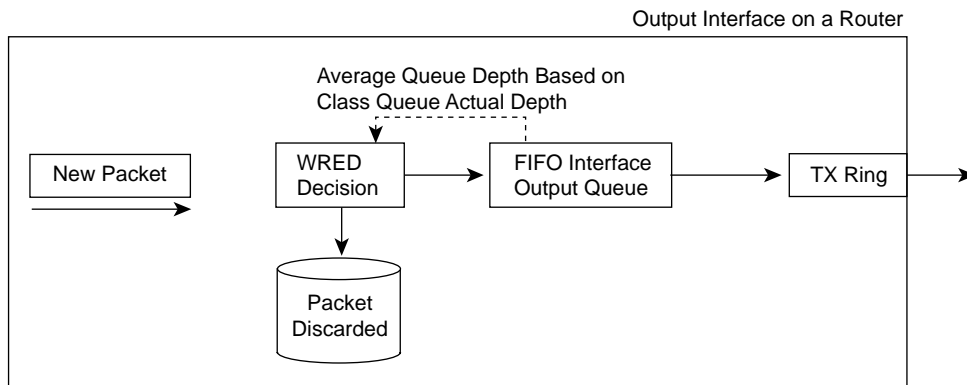 Output Interface on a Router
Average Queue Depth Based on
Class Queue Actual Depth
New Packet
WRED
Decision
FIFO Interface
Output Queue
TX Ring
Packet
Discarded